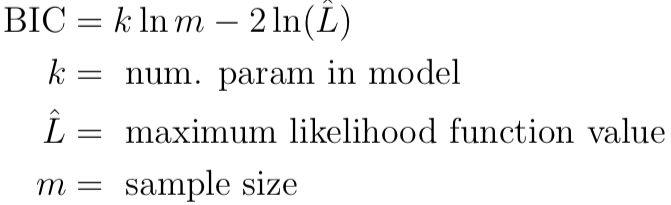 BIC = k ln m − 2 ln(L̂)
k = num. param in model
L̂ = maximum likelihood function value
m = sample size